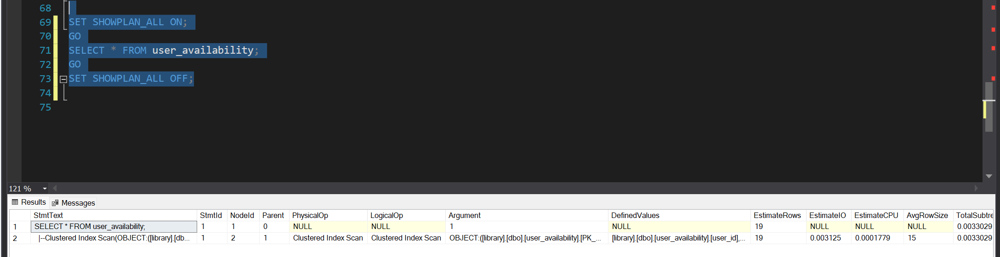 68
69 SET SHOWPLAN_ALL ON;
70 GO
71 SELECT * FROM user_availability;
72 GO
73 SET SHOWPLAN_ALL OFF;
74
75
121 %
Results Messages
StmtText StmtId NodeId Parent PhysicalOp LogicalOp Argument DefinedValues EstimateRows EstimateIO EstimateCPU AvgRowSize TotalSubtre
1 SELECT * FROM user_availability; 1 1 0 NULL NULL 1 NULL 19 NULL NULL NULL 0.0033029
2 |--Clustered Index Scan(OBJECT:([library].[db... 1 2 1 Clustered Index Scan Clustered Index Scan OBJECT:([library].[dbo].[user_availability].[PK_... [library].[dbo].[user_availability].[user_id],... 19 0.003125 0.0001779 15 0.0033029